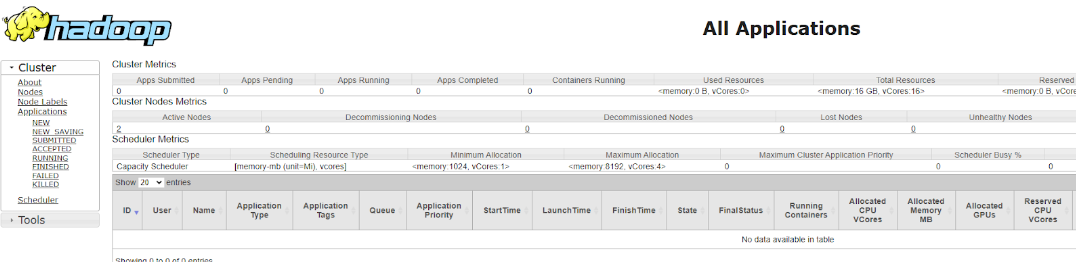 hadoop
All Applications
Cluster
About
Nodes
Node Labels
Applications
NEW
NEW_SAVING
SUBMITTED
ACCEPTED
RUNNING
FINISHED
FAILED
KILLED
Scheduler
Tools
Cluster Metrics
Apps Submitted Apps Pending Apps Running Apps Completed Containers Running Used Resources Total Resources Reserved
0 0 0 0 0 <memory:0 B, vCores:0> <memory:16 GB, vCores:16> <memory:0 B, vCores:0
Cluster Nodes Metrics
Active Nodes Decommissioning Nodes Decommissioned Nodes Lost Nodes Unhealthy Nodes
2 0 0 0 0
Scheduler Metrics
Scheduler Type Scheduling Resource Type Minimum Allocation Maximum Allocation Maximum Cluster Application Priority Scheduler Busy %
Capacity Scheduler [memory-mb (unit=Mi), vcores] <memory:1024, vCores:1> <memory:8192, vCores:4> 0 0 0
Show 20 entries
ID User Name Application Type Application Tags Queue Application Priority StartTime LaunchTime FinishTime State FinalStatus Running Containers Allocated CPU VCores Allocated Memory MB Allocated GPUs Reserved CPU VCores
No data available in table
Showing 0 to 0 of 0 entries